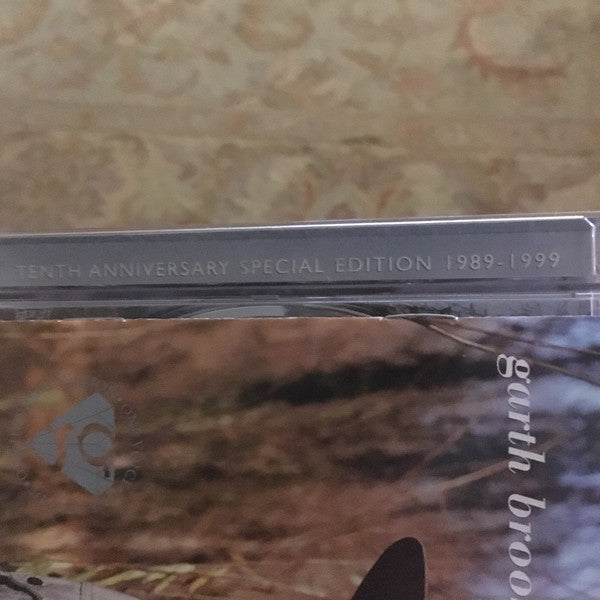 TENTH ANNIVERSARY SPECIAL EDITION 1989-1999
garth broo